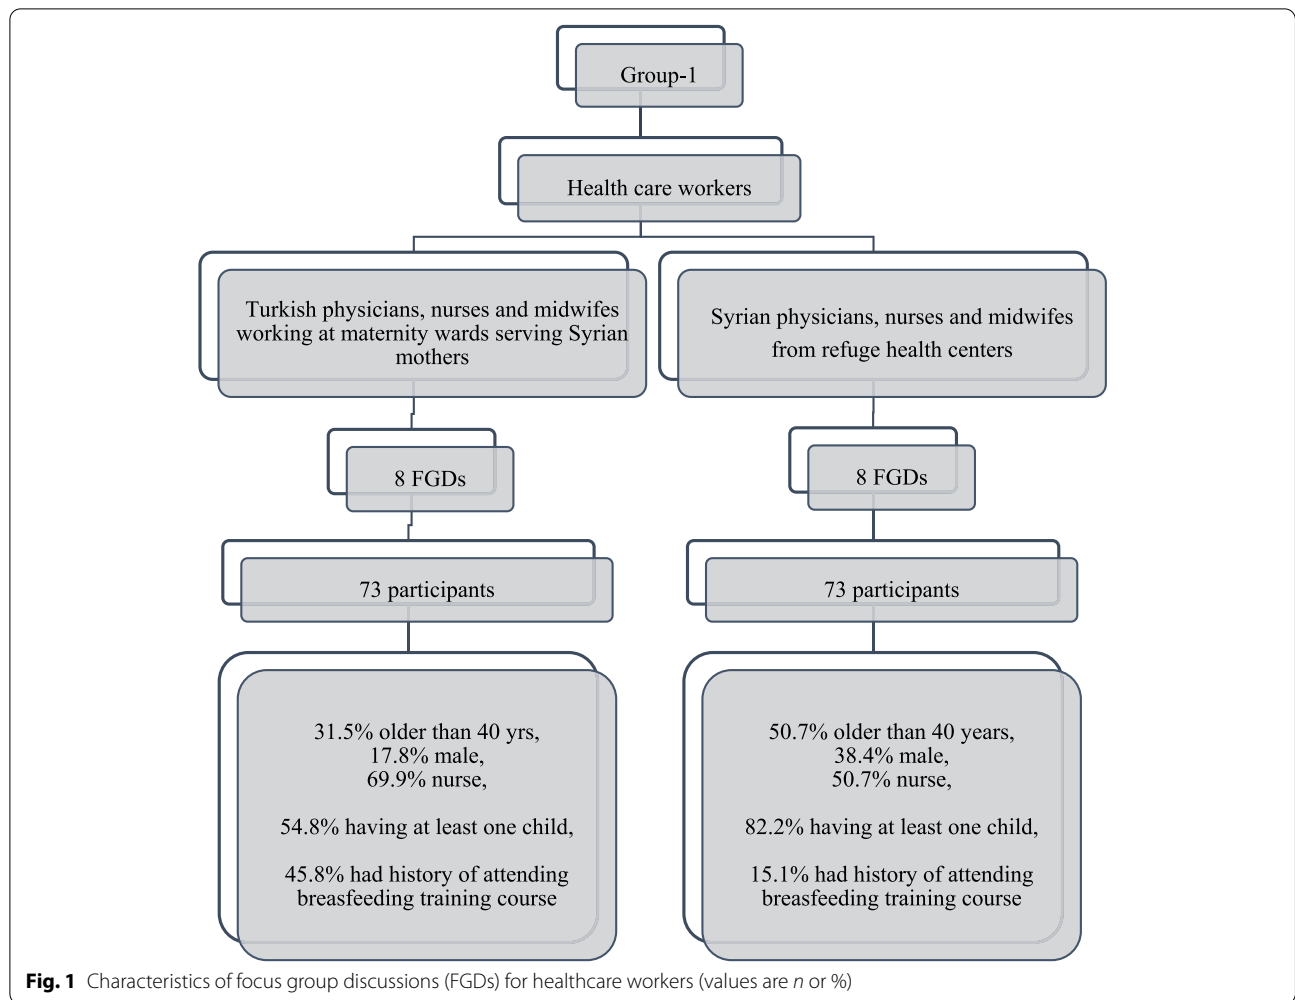 Group-1
Health care workers
Turkish physicians, nurses and midwifes
working at maternity wards serving Syrian
mothers
Syrian physicians, nurses and midwifes
from refuge health centers
8 FGDs
8 FGDs
73 participants
73 participants
31.5% older than 40 yrs,
17.8% male,
69.9% nurse,
54.8% having at least one child,
45.8% had history of attending
breasfeeding training course
50.7% older than 40 years,
38.4% male,
50.7% nurse,
82.2% having at least one child,
15.1% had history of attending
breasfeeding training course
Fig. 1 Characteristics of focus group discussions (FGDs) for healthcare workers (values are n or %)